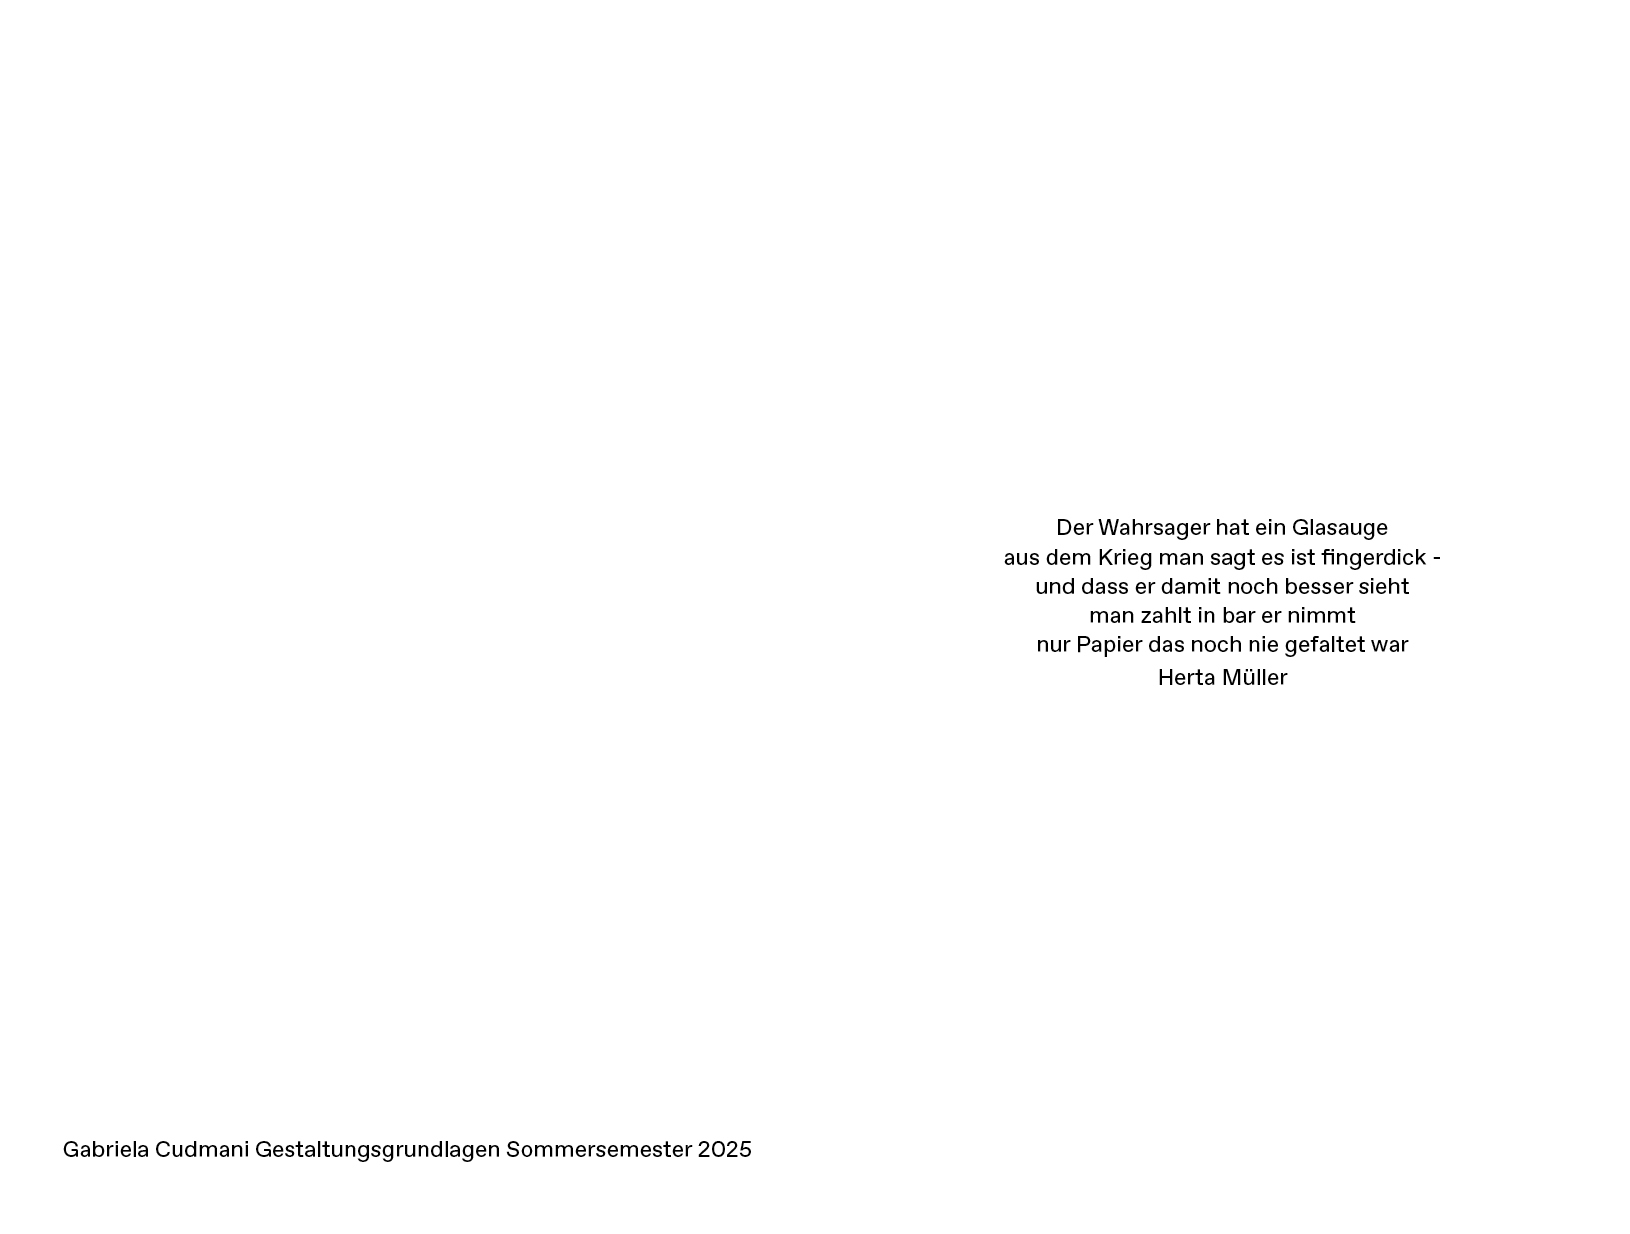 Der Wahrsager hat ein Glasauge
aus dem Krieg man sagt es ist fingerdick -
und dass er damit noch besser sieht
man zahlt in bar er nimmt
nur Papier das noch nie gefaltet war
Herta Müller
Gabriela Cudmani Gestaltungsgrundlagen Sommersemester 2025